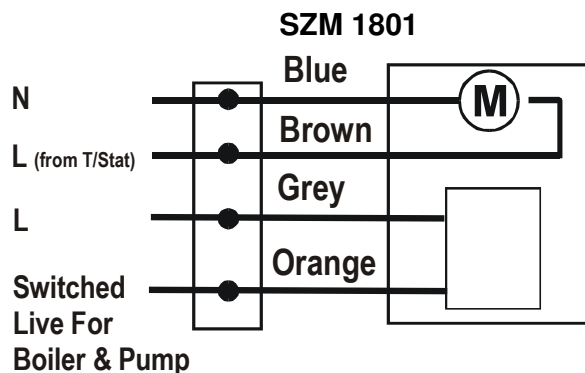 SZM 1801
Blue
N
M
Brown
L (from T/Stat)
Grey
L
Orange
Switched
Live For
Boiler & Pump